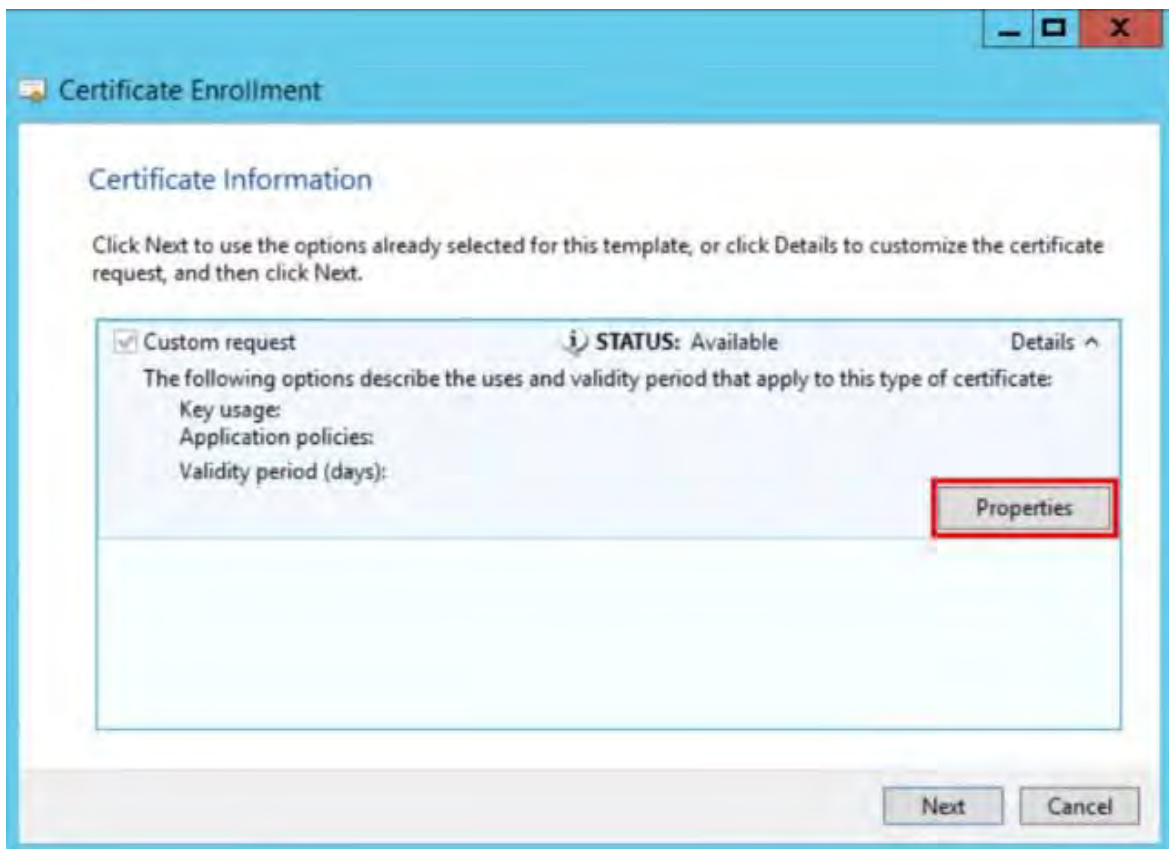 Certificate Enrollment
Certificate Information
Click Next to use the options already selected for this template, or click Details to customize the certificate
request, and then click Next.
Custom request STATUS: Available Details
The following options describe the uses and validity period that apply to this type of certificate:
Key usage:
Application policies:
Validity period (days):
Properties
Next Cancel